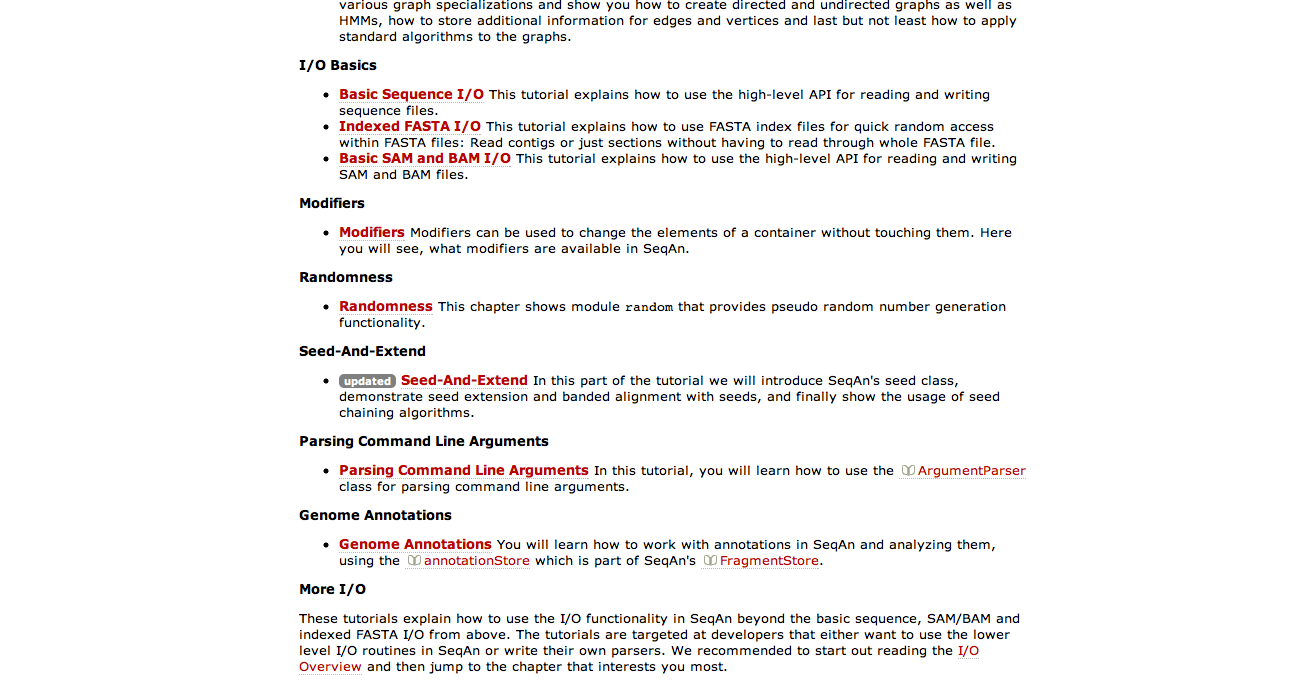 various graph specializations and show you how to create directed and undirected graphs as well as
HMMs, how to store additional information for edges and vertices and last but not least how to apply
standard algorithms to the graphs.
I/O Basics
Basic Sequence I/O This tutorial explains how to use the high-level API for reading and writing
sequence files.
Indexed FASTA I/O This tutorial explains how to use FASTA index files for quick random access
within FASTA files: Read contigs or just sections without having to read through whole FASTA file.
Basic SAM and BAM I/O This tutorial explains how to use the high-level API for reading and writing
SAM and BAM files.
Modifiers
Modifiers Modifiers can be used to change the elements of a container without touching them. Here
you will see, what modifiers are available in SeqAn.
Randomness
Randomness This chapter shows module random that provides pseudo random number generation
functionality.
Seed-And-Extend
updated Seed-And-Extend In this part of the tutorial we will introduce SeqAn's seed class,
demonstrate seed extension and banded alignment with seeds, and finally show the usage of seed
chaining algorithms.
Parsing Command Line Arguments
Parsing Command Line Arguments In this tutorial, you will learn how to use the ArgumentParser
class for parsing command line arguments.
Genome Annotations
Genome Annotations You will learn how to work with annotations in SeqAn and analyzing them,
using the annotationStore which is part of SeqAn's FragmentStore.
More I/O
These tutorials explain how to use the I/O functionality in SeqAn beyond the basic sequence, SAM/BAM and
indexed FASTA I/O from above. The tutorials are targeted at developers that either want to use the lower
level I/O routines in SeqAn or write their own parsers. We recommended to start out reading the I/O
Overview and then jump to the chapter that interests you most.